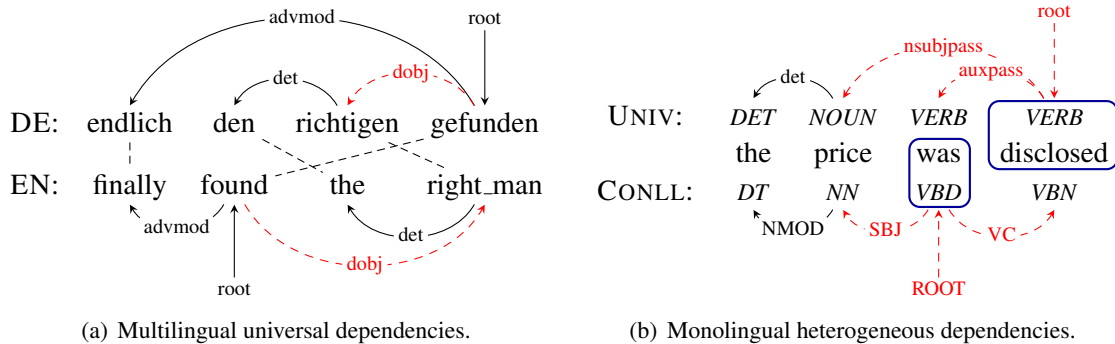 root
advmod
det
dobj
DE: endlich den richtigen gefunden
EN: finally found the right_man
advmod
det
dobj
root
(a) Multilingual universal dependencies.
root
nsubjpass
det
auxpass
UNIV: DET NOUN VERB VERB
the price was disclosed
CONLL: DT NN VBD VBN
NMOD SBJ VC
ROOT
(b) Monolingual heterogeneous dependencies.